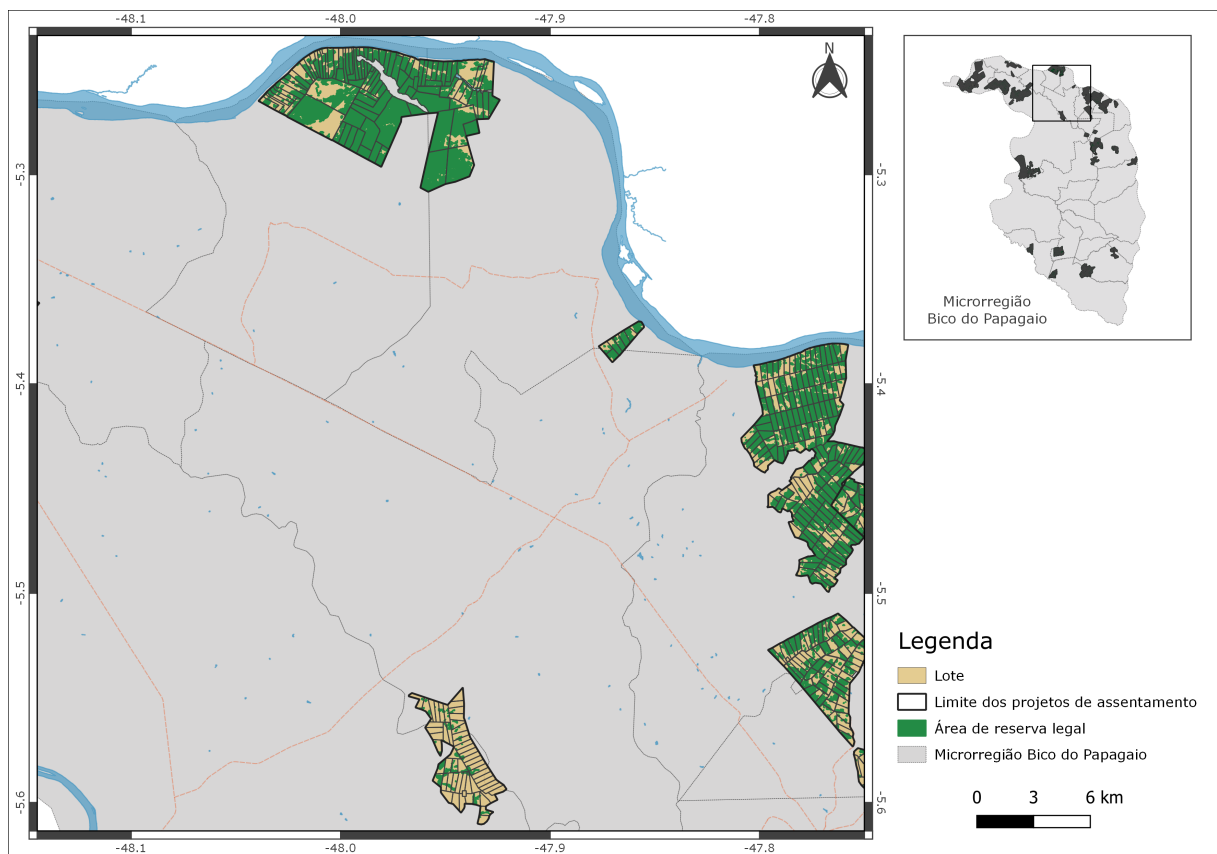 -48.1
-48.0
-47.9
-47.8
N
-5.3
-5.3
-5.4
-5.4
-5.5
-5.5
-5.6
-5.6
-48.1
-48.0
-47.9
-47.8
Microrregião
Bico do Papagaio
Legenda
Lote
Limite dos projetos de assentamento
Área de reserva legal
Microrregião Bico do Papagaio
0 3 6 km